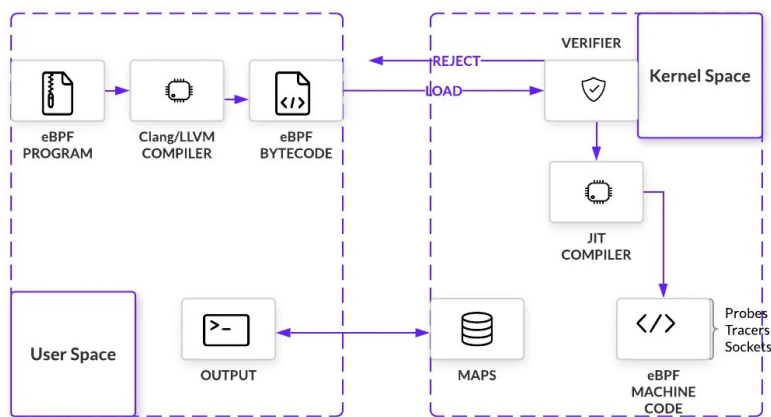 VERIFIER
Kernel Space
REJECT
LOAD
eBPF
PROGRAM
Clang/LLVM
COMPILER
eBPF
BYTECODE
</>
JIT
COMPILER
User Space
>-
OUTPUT
MAPS
</>
eBPF
MACHINE
CODE
Probes
Tracers
Sockets